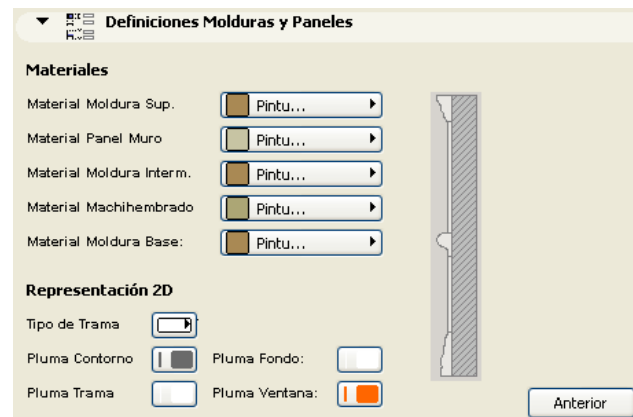 Definiciones Molduras y Paneles
Materiales
Material Moldura Sup. Pintu...
Material Panel Muro Pintu...
Material Moldura Interm. Pintu...
Material Machihembrado Pintu...
Material Moldura Base: Pintu...
Representación 2D
Tipo de Trama
Pluma Contorno Pluma Fondo:
Pluma Trama Pluma Ventana:
Anterior